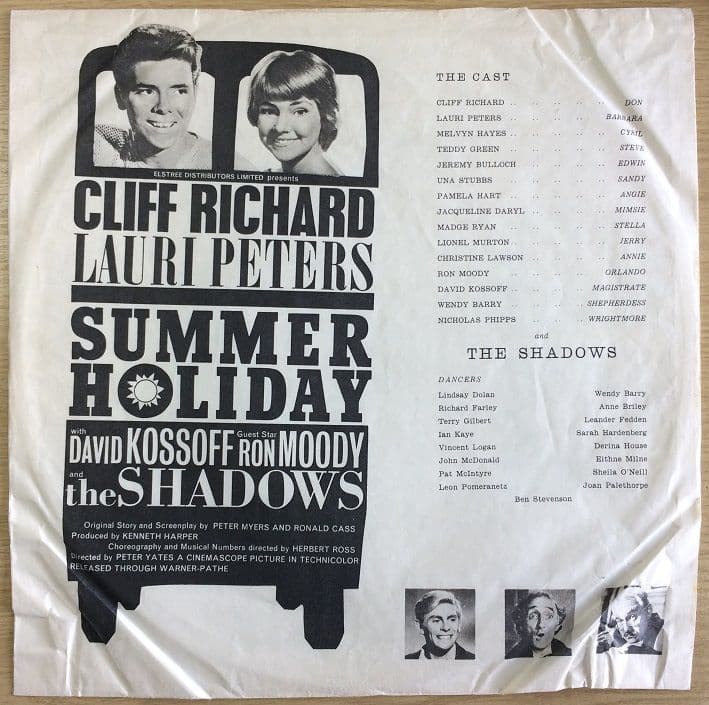 ELSTREE DISTRIBUTORS LIMITED presents
CLIFF RICHARD
LAURI PETERS
SUMMER
HOLIDAY
with DAVID KOSSOFF Guest Star RON MOODY
and the SHADOWS
Original Story and Screenplay by PETER MYERS AND RONALD CASS
Produced by KENNETH HARPER
Choreography and Musical Numbers directed by HERBERT ROSS
Directed by PETER YATES A CINEMASCOPE PICTURE IN TECHNICOLOR
RELEASED THROUGH WARNER-PATHE
THE CAST
CLIFF RICHARD .. .. .. .. .. DON
LAURI PETERS .. .. .. .. .. BARBARA
MELVYN HAYES .. .. .. .. .. CYRIL
TEDDY GREEN .. .. .. .. .. STEVE
JEREMY BULLOCH .. .. .. .. EDWIN
UNA STUBBS .. .. .. .. SANDY
PAMELA HART .. .. .. .. .. ANGIE
JACQUELINE DARYL .. .. .. .. MIMSIE
MADGE RYAN .. .. .. .. STELLA
LIONEL MURTON .. .. .. .. .. JERRY
CHRISTINE LAWSON .. .. .. .. ANNIE
RON MOODY .. .. .. .. ORLANDO
DAVID KOSSOFF .. .. .. .. MAGISTRATE
WENDY BARRY .. .. .. SHEPHERDESS
NICHOLAS PHIPPS .. .. .. WRIGHTMORE
and
THE SHADOWS
DANCERS
Lindsay Dolan Wendy Barry
Richard Farley Anne Briley
Terry Gilbert Leander Fedden
Ian Kaye Sarah Hardenberg
Vincent Logan Derina House
John McDonald Eithne Milne
Pat McIntyre Sheila O'Neill
Leon Pomeranetz Joan Palethorpe
Ben Stevenson